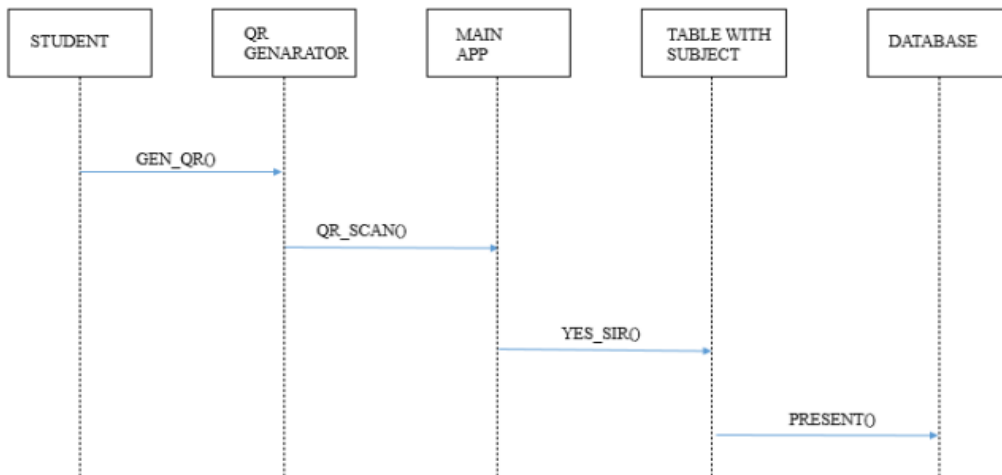 STUDENT
QR
GENARATOR
MAIN
APP
TABLE WITH
SUBJECT
DATABASE
GEN_QR()
QR_SCAN()
YES_SIR()
PRESENT()